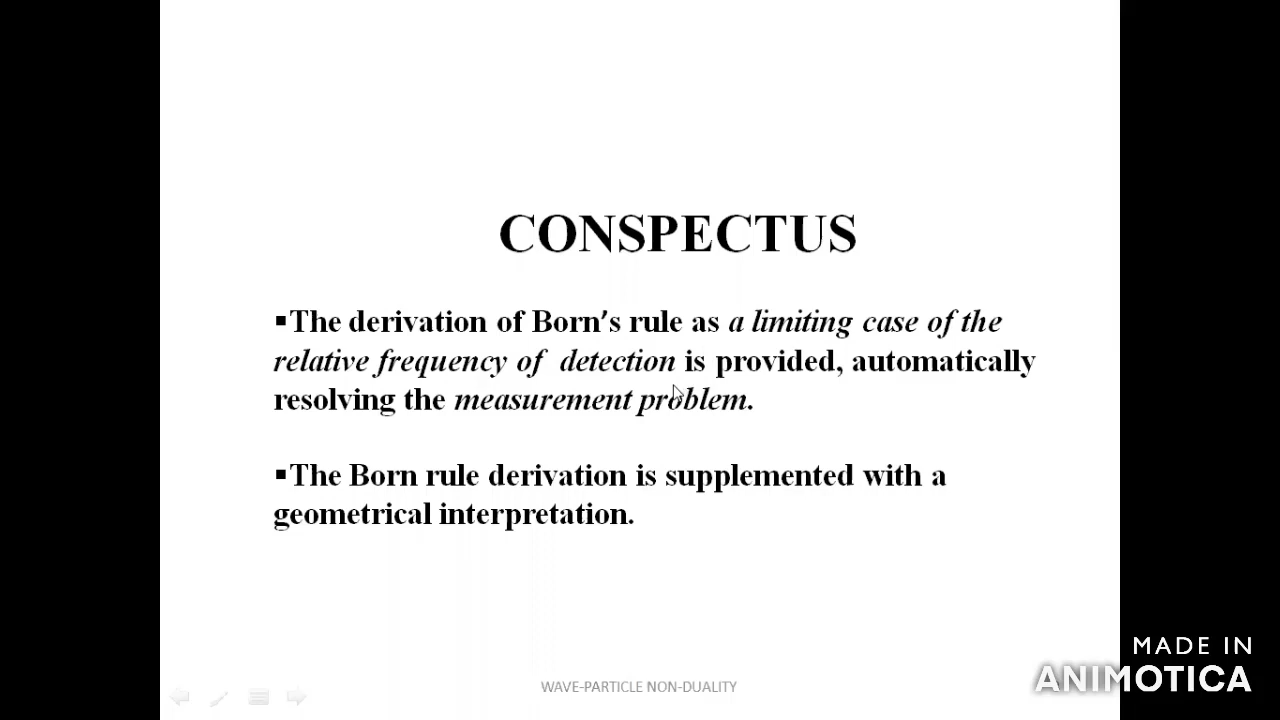 CONSPECTUS
▪The derivation of Born's rule as a limiting case of the
relative frequency of detection is provided, automatically
resolving the measurement problem.
▪The Born rule derivation is supplemented with a
geometrical interpretation.
WAVE-PARTICLE NON-DUALITY
MADE IN
ANIMOTICA